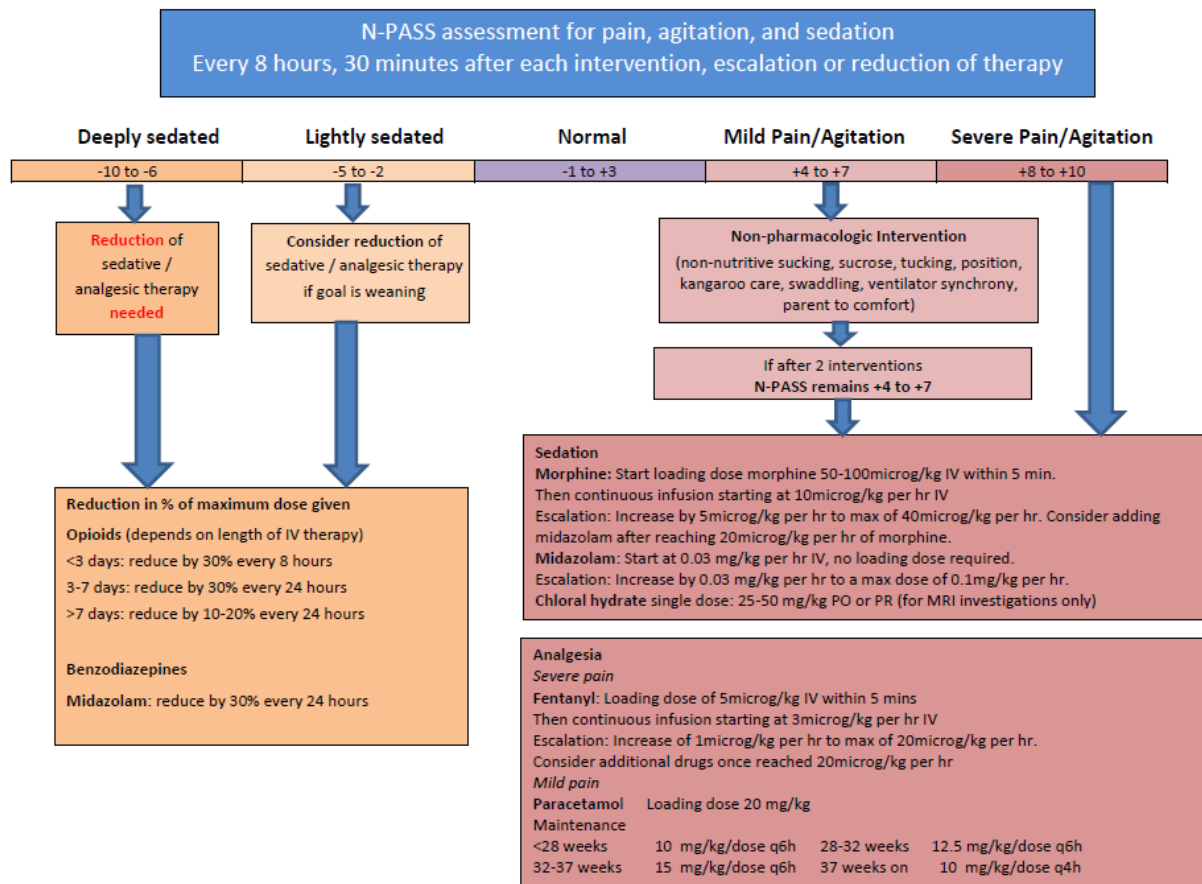 N-PASS assessment for pain, agitation, and sedation
Every 8 hours, 30 minutes after each intervention, escalation or reduction of therapy
Deeply sedated
Lightly sedated
Normal
Mild Pain/Agitation
Severe Pain/Agitation
-10 to -6
-5 to -2
-1 to +3
+4 to +7
+8 to +10
Reduction of
sedative /
analgesic therapy
needed
Consider reduction of
sedative / analgesic therapy
if goal is weaning
Non-pharmacologic Intervention
(non-nutritive sucking, sucrose, tucking, position,
kangaroo care, swaddling, ventilator synchrony,
parent to comfort)
If after 2 interventions
N-PASS remains +4 to +7
Reduction in % of maximum dose given
Opioids (depends on length of IV therapy)
<3 days: reduce by 30% every 8 hours
3-7 days: reduce by 30% every 24 hours
>7 days: reduce by 10-20% every 24 hours
Benzodiazepines
Midazolam: reduce by 30% every 24 hours
Sedation
Morphine: Start loading dose morphine 50-100microg/kg IV within 5 min.
Then continuous infusion starting at 10microg/kg per hr IV
Escalation: Increase by 5microg/kg per hr to max of 40microg/kg per hr. Consider adding
midazolam after reaching 20microg/kg per hr of morphine.
Midazolam: Start at 0.03 mg/kg per hr IV, no loading dose required.
Escalation: Increase by 0.03 mg/kg per hr to a max dose of 0.1mg/kg per hr.
Chloral hydrate single dose: 25-50 mg/kg PO or PR (for MRI investigations only)
Analgesia
Severe pain
Fentanyl: Loading dose of 5microg/kg IV within 5 mins
Then continuous infusion starting at 3microg/kg per hr IV
Escalation: Increase of 1microg/kg per hr to max of 20microg/kg per hr.
Consider additional drugs once reached 20microg/kg per hr
Mild pain
Paracetamol Loading dose 20 mg/kg
Maintenance
<28 weeks 10 mg/kg/dose q6h 28-32 weeks 12.5 mg/kg/dose q6h
32-37 weeks 15 mg/kg/dose q6h 37 weeks on 10 mg/kg/dose q4h